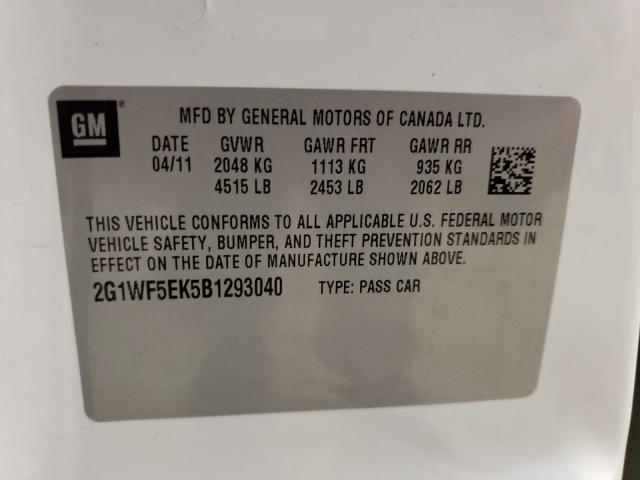 GM
MFD BY GENERAL MOTORS OF CANADA LTD.
DATE GVWR GAWR FRT GAWR RR
04/11 2048 KG 1113 KG 935 KG
4515 LB 2453 LB 2062 LB
THIS VEHICLE CONFORMS TO ALL APPLICABLE U.S. FEDERAL MOTOR
VEHICLE SAFETY, BUMPER, AND THEFT PREVENTION STANDARDS IN
EFFECT ON THE DATE OF MANUFACTURE SHOWN ABOVE.
2G1WF5EK5B1293040 TYPE: PASS CAR